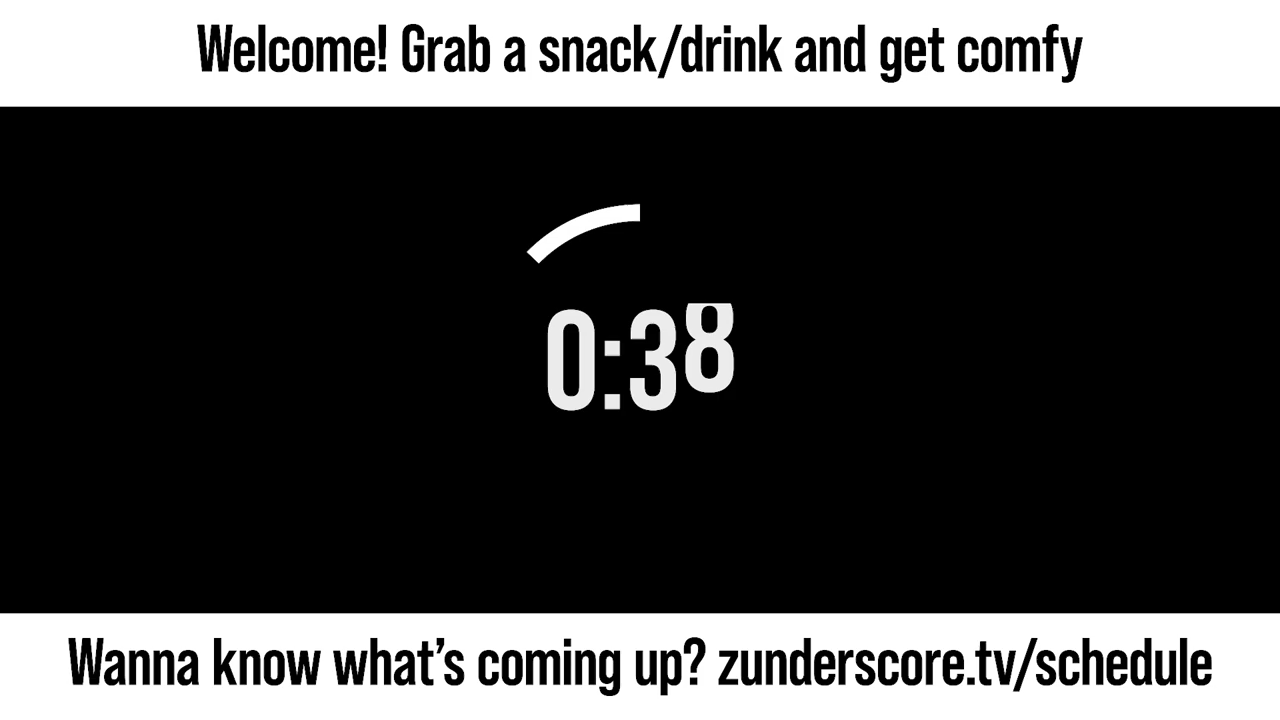 Welcome! Grab a snack/drink and get comfy
0:38
Wanna know what’s coming up? zunderscore.tv/schedule